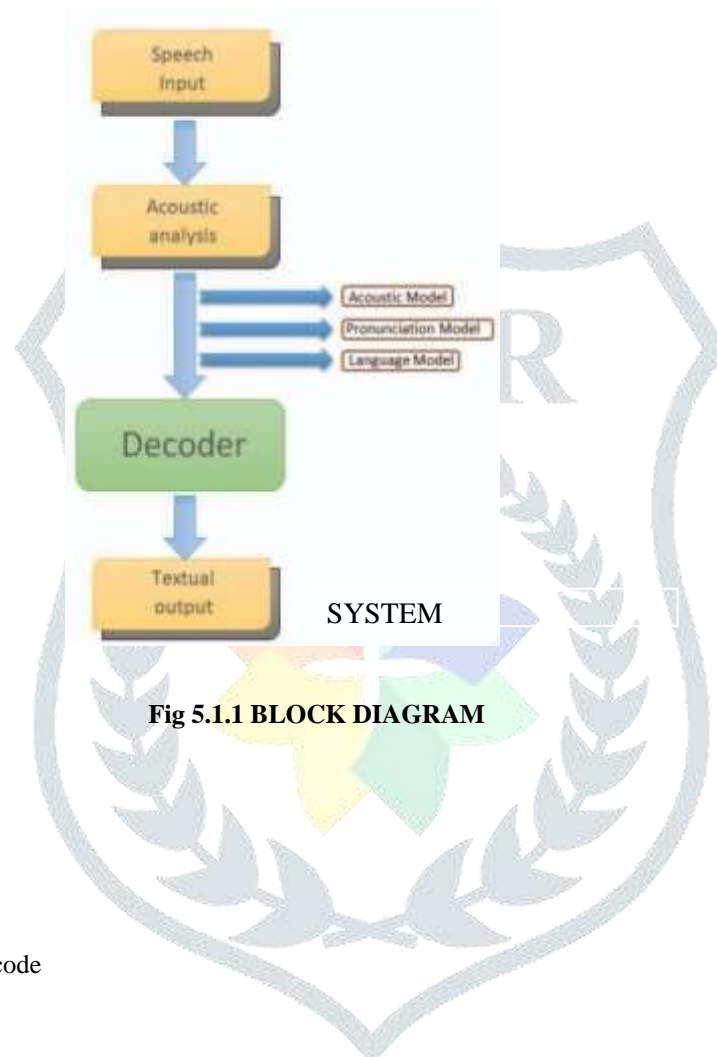 Speech
Input
Acoustic
analysis
Acoustic Model
Pronunciation Model
Language Model
Decoder
Textual
output
SYSTEM
Fig 5.1.1 BLOCK DIAGRAM
code